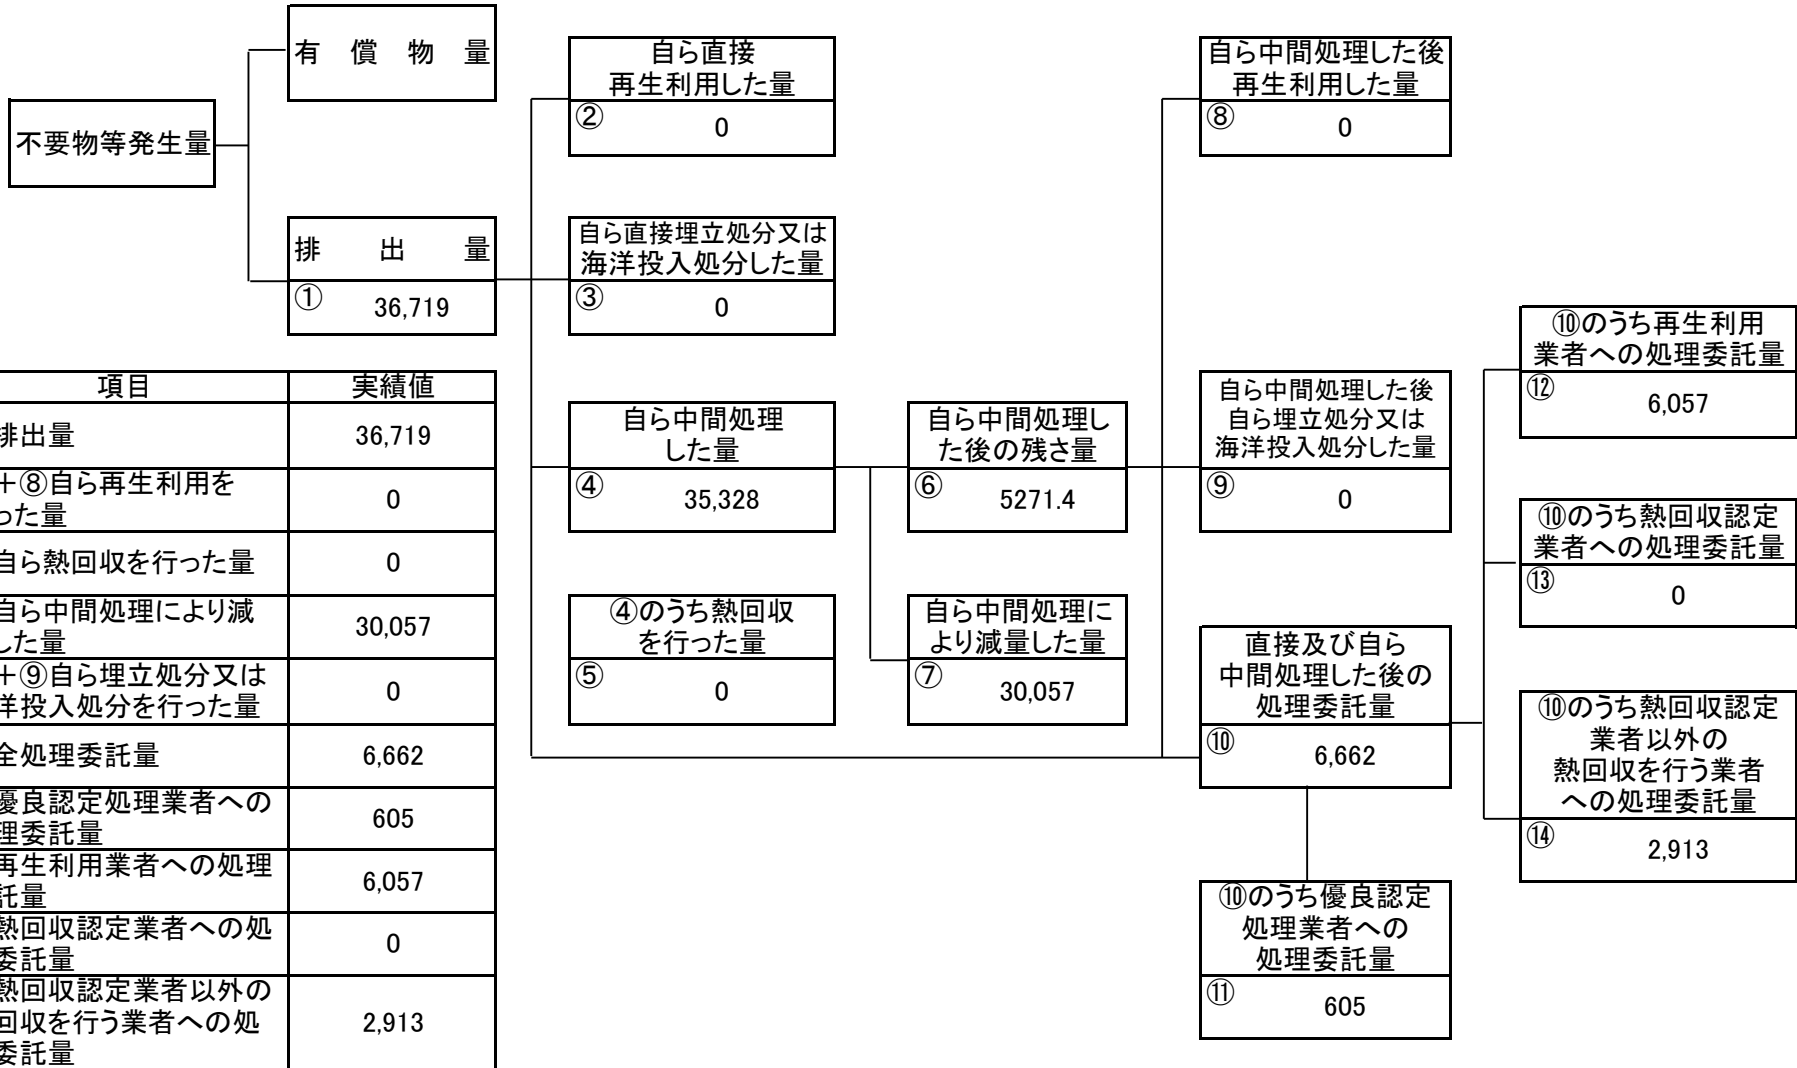 有償物量
自ら直接
再生利用した量
②
0
自ら中間処理した後
再生利用した量
⑧
0
不要物等発生量
排出量
①
36,719
自ら直接埋立処分又は
海洋投入処分した量
③
0
⑩のうち再生利用
業者への処理委託量
⑫
6,057
項目
実績値
排出量
36,719
+⑧自ら再生利用を
った量
0
自ら熱回収を行った量
0
自ら中間処理により減
した量
30,057
+⑨自ら埋立処分又は
洋投入処分を行った量
0
全処理委託量
6,662
優良認定処理業者への
理委託量
605
再生利用業者への処理
託量
6,057
熱回収認定業者への処
委託量
0
熱回収認定業者以外の
回収を行う業者への処
委託量
2,913
自ら中間処理
した量
④
35,328
自ら中間処理し
た後の残さ量
⑥
5271.4
自ら中間処理した後
自ら埋立処分又は
海洋投入処分した量
⑨
0
⑩のうち熱回収認定
業者への処理委託量
⑬
0
④のうち熱回収
を行った量
⑤
0
自ら中間処理に
より減量した量
⑦
30,057
直接及び自ら
中間処理した後の
処理委託量
⑩
6,662
⑩のうち熱回収認定
業者以外の
熱回収を行う業者
への処理委託量
⑭
2,913
⑩のうち優良認定
処理業者への
処理委託量
⑪
605